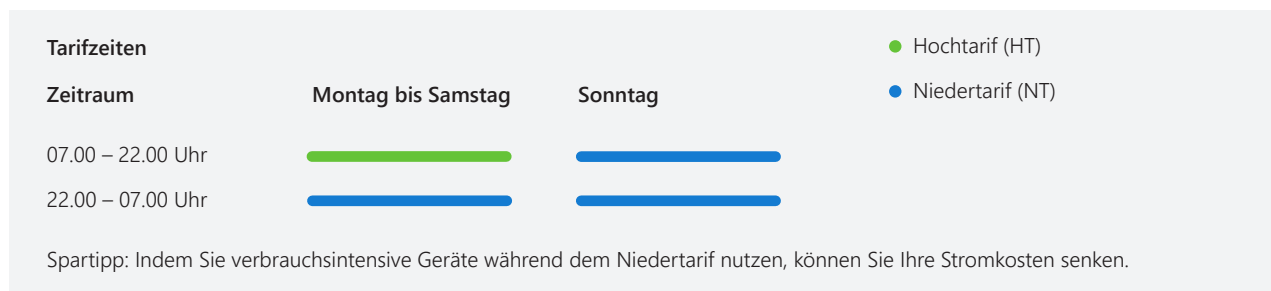 Tarifzeiten
Hochtarif (HT)
Zeitraum Montag bis Samstag Sonntag
Niedertarif (NT)
07.00 – 22.00 Uhr
22.00 – 07.00 Uhr
Spartipp: Indem Sie verbrauchsintensive Geräte während dem Niedertarif nutzen, können Sie Ihre Stromkosten senken.